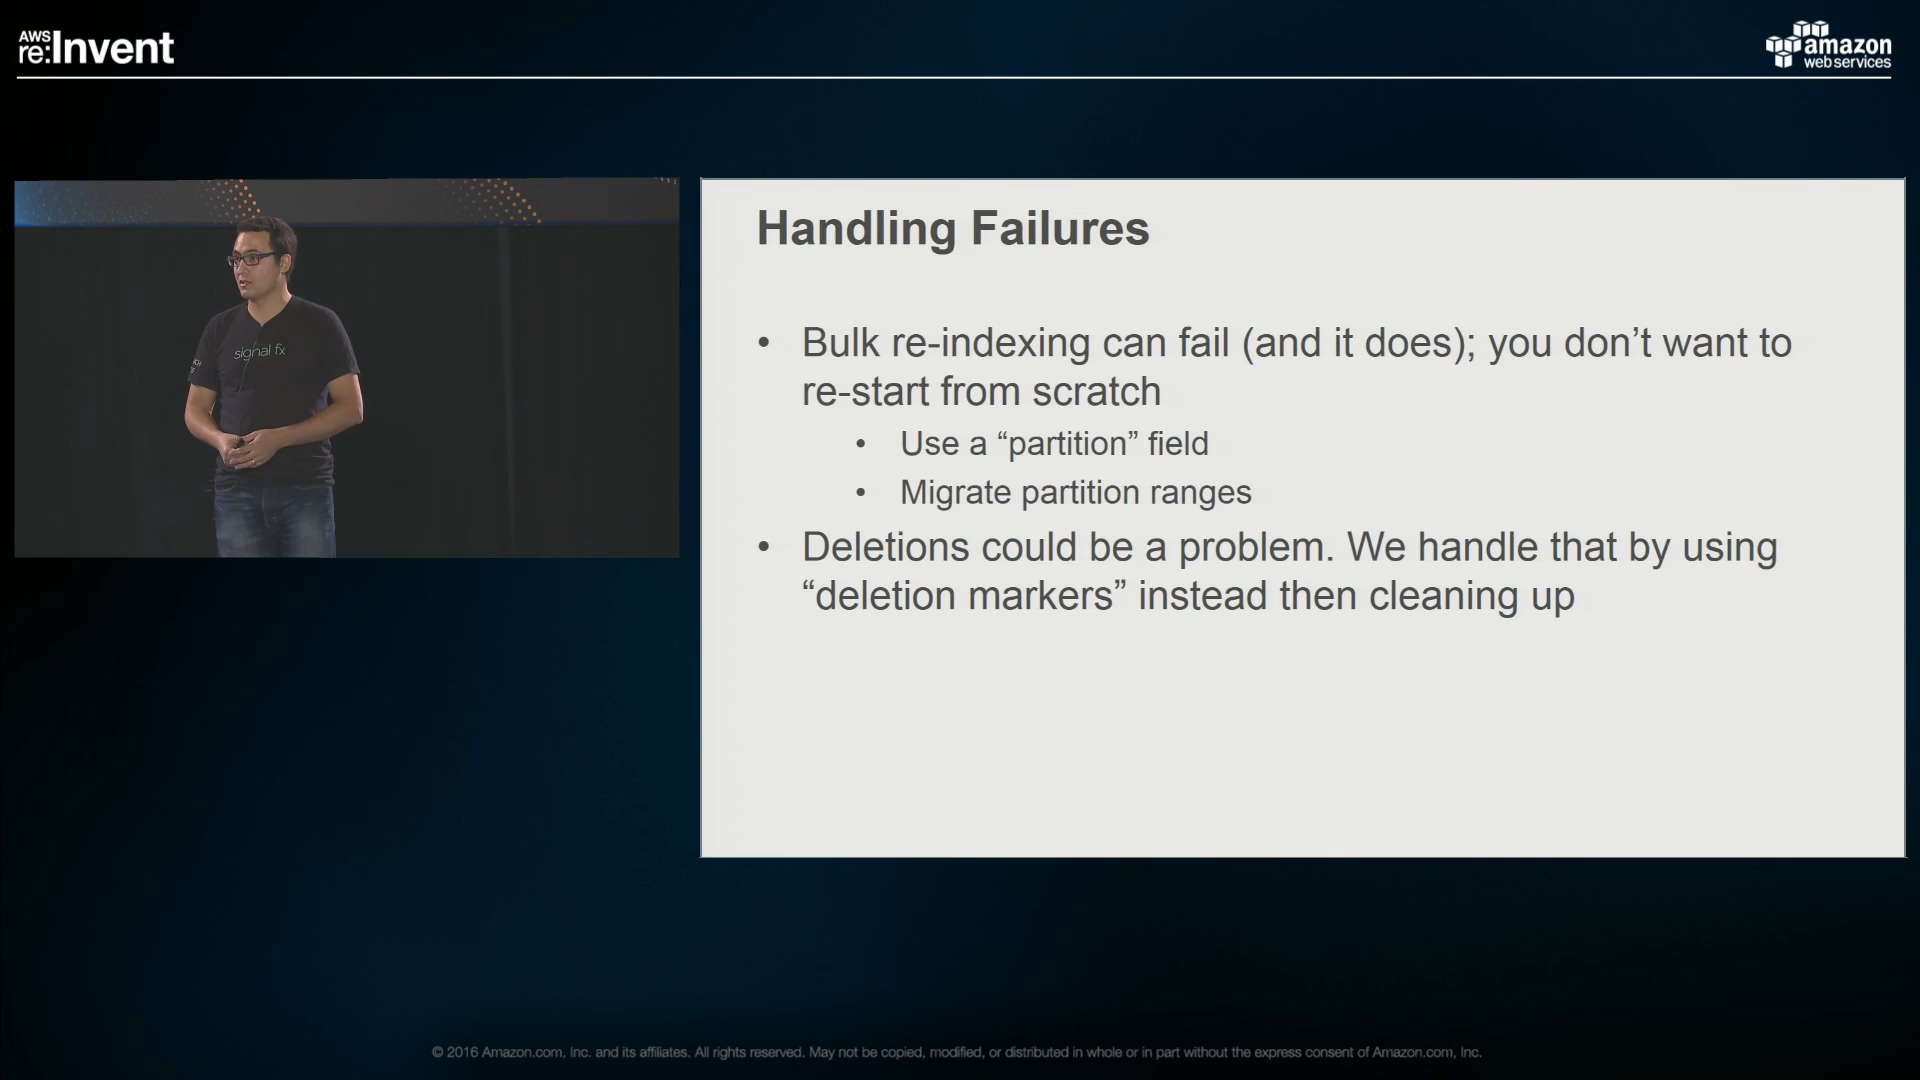 AWS
re:Invent
amazon
web services
signal fx
Handling Failures
• Bulk re-indexing can fail (and it does); you don’t want to
re-start from scratch
• Use a “partition” field
• Migrate partition ranges
• Deletions could be a problem. We handle that by using
“deletion markers” instead then cleaning up
© 2016 Amazon.com, Inc. and its affiliates. All rights reserved. May not be copied, modified, or distributed in whole or in part without the express consent of Amazon.com, Inc.